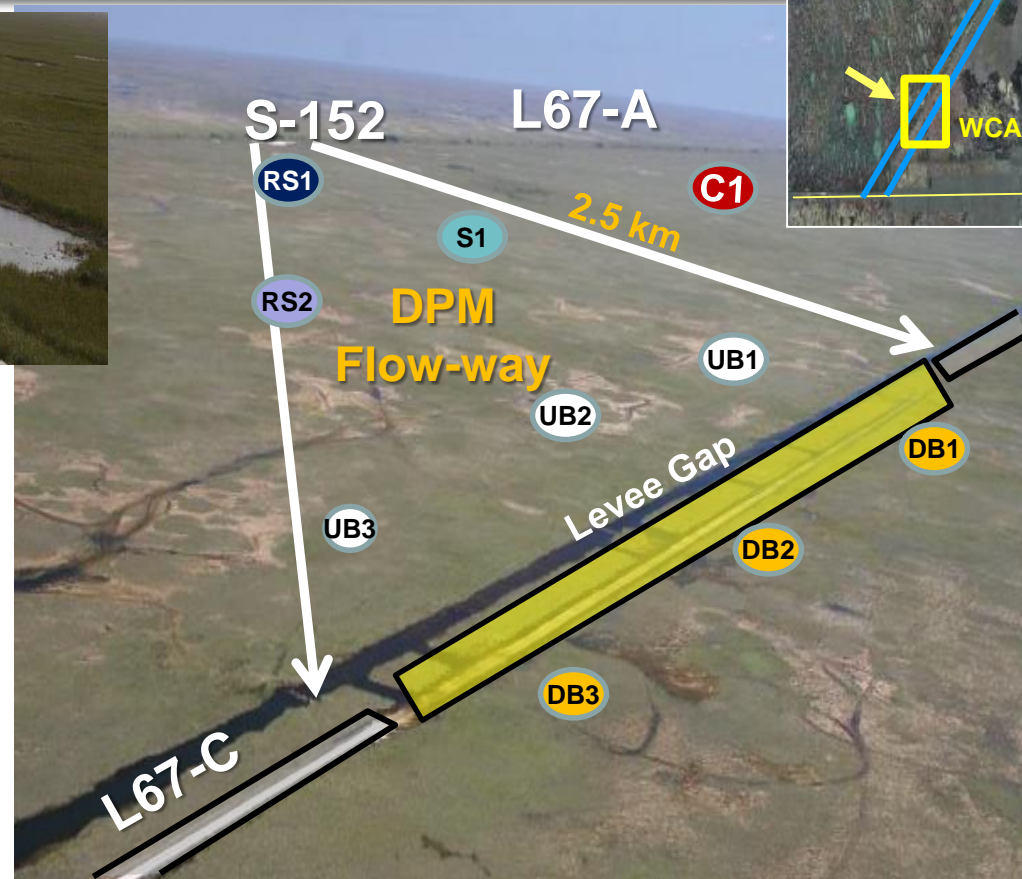 S-152
L67-A
WCA
RS1
C1
2.5 km
S1
RS2
DPM
Flow-way
UB1
UB2
DB1
Levee Gap
UB3
DB2
DB3
L67-C